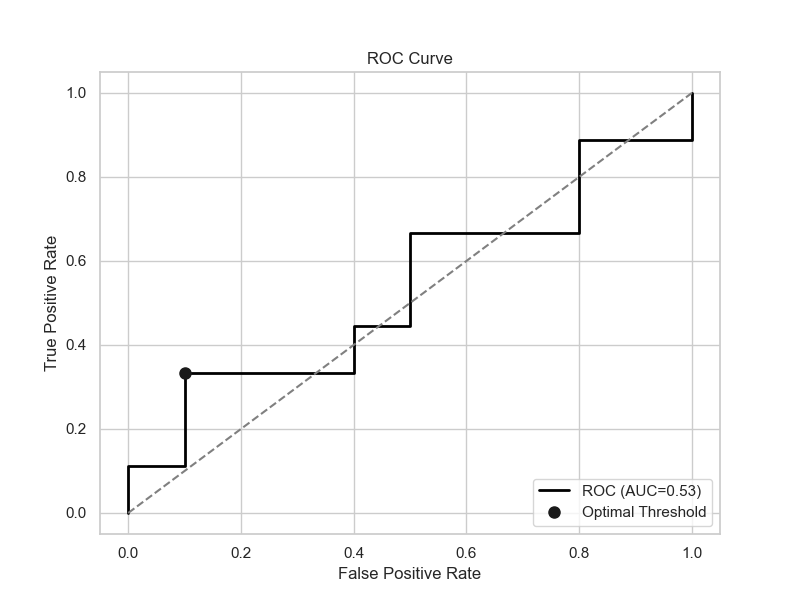 ROC Curve
True Positive Rate
1.0
0.8
0.6
0.4
0.2
0.0
0.0 0.2 0.4 0.6 0.8 1.0
False Positive Rate
ROC (AUC=0.53)
Optimal Threshold